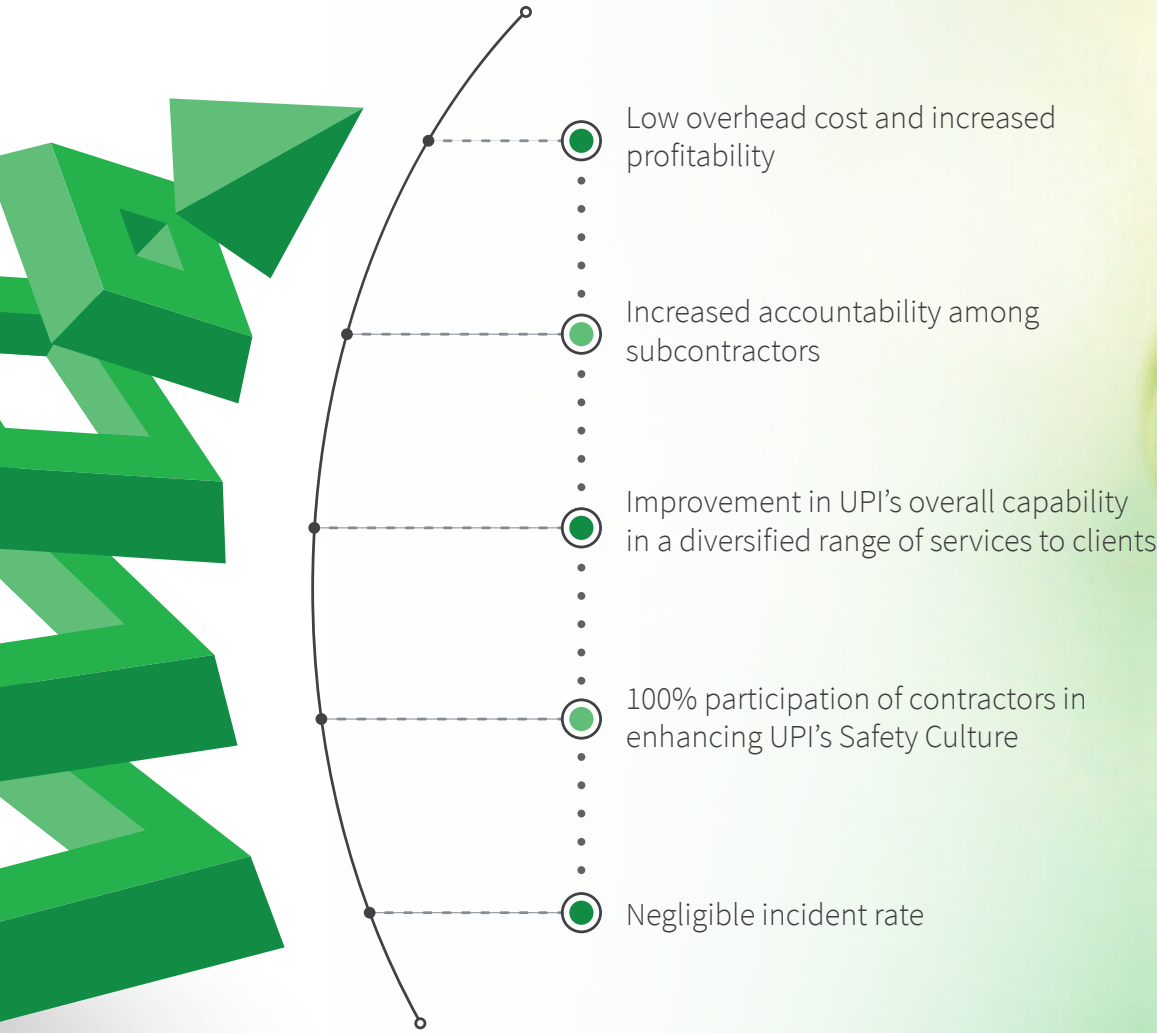 Low overhead cost and increased
profitability
Increased accountability among
subcontractors
Improvement in UPI’s overall capability
in a diversified range of services to clients
100% participation of contractors in
enhancing UPI’s Safety Culture
Negligible incident rate